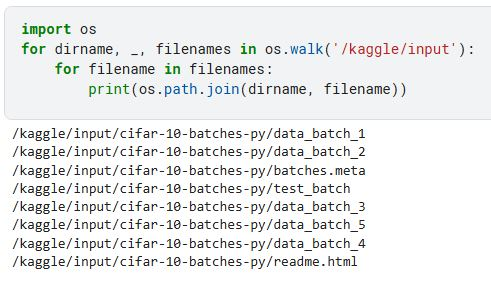 import os
for dirname, _, filenames in os.walk('/kaggle/input'):
    for filename in filenames:
        print(os.path.join(dirname, filename))
/kaggle/input/cifar-10-batches-py/data_batch_1
/kaggle/input/cifar-10-batches-py/data_batch_2
/kaggle/input/cifar-10-batches-py/batches.meta
/kaggle/input/cifar-10-batches-py/test_batch
/kaggle/input/cifar-10-batches-py/data_batch_3
/kaggle/input/cifar-10-batches-py/data_batch_5
/kaggle/input/cifar-10-batches-py/data_batch_4
/kaggle/input/cifar-10-batches-py/readme.html